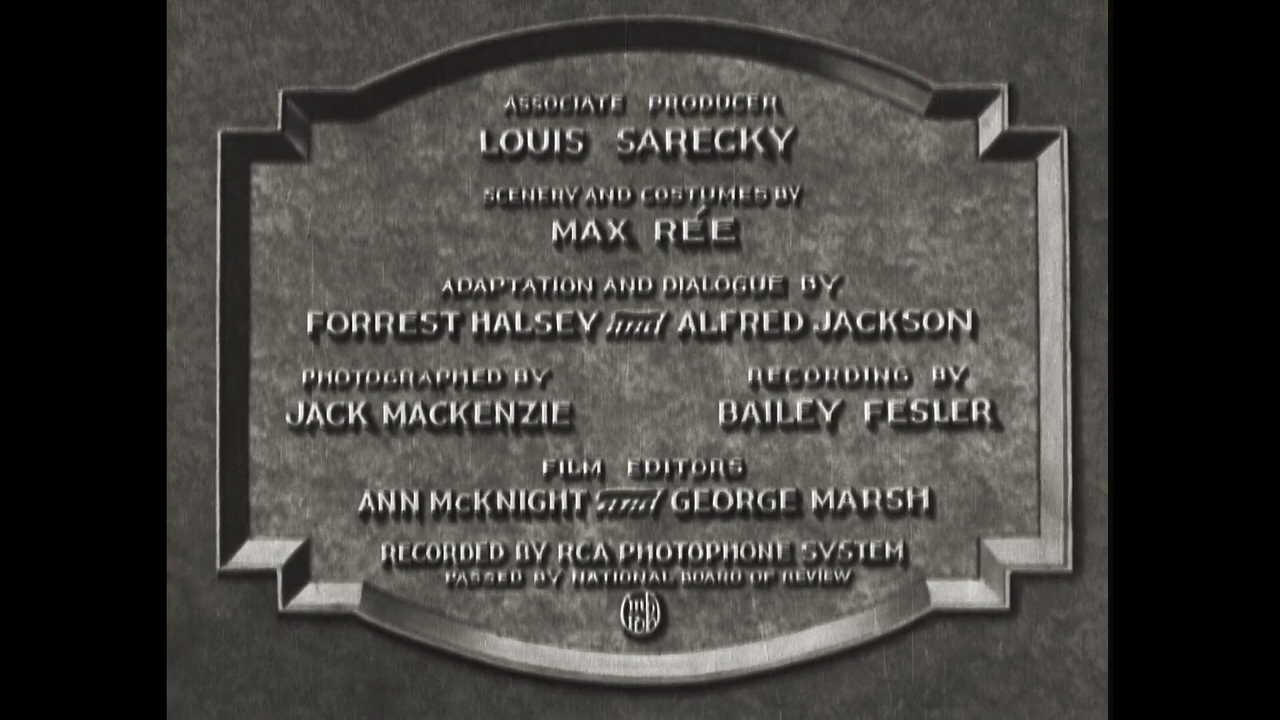 ASSOCIATE PRODUCER
LOUIS SARECKY
SCENERY AND COSTUMES BY
MAX RÉE
ADAPTATION AND DIALOGUE BY
FORREST HALSEY and ALFRED JACKSON
PHOTOGRAPHED BY RECORDING BY
JACK MACKENZIE BAILEY FESLER
FILM EDITORS
ANN McKNIGHT and GEORGE MARSH
RECORDED BY RCA PHOTOPHONE SYSTEM
PASSED BY NATIONAL BOARD OF REVIEW